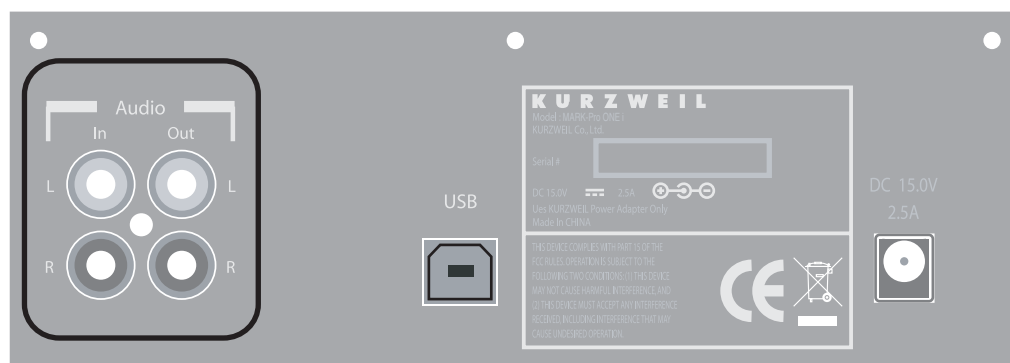 Audio
In Out
L L
R R
USB
KURZWEIL
Model : MARK-Pro ONE i
KURZWEIL Co., Ltd.
Serial #
DC 15.0V 2.5A
Ues KURZWEIL Power Adapter Only
Made In CHINA
THIS DEVICE COMPLIES WITH PART 15 OF THE
FCC RULES. OPERATION IS SUBJECT TO THE
FOLLOWING TWO CONDITIONS: (1) THIS DEVICE
MAY NOT CAUSE HARMFUL INTERFERENCE, AND
(2) THIS DEVICE MUST ACCEPT ANY INTERFERENCE
RECEIVED, INCLUDING INTERFERENCE THAT MAY
CAUSE UNDESIRED OPERATION.
CE
DC 15.0V
2.5A